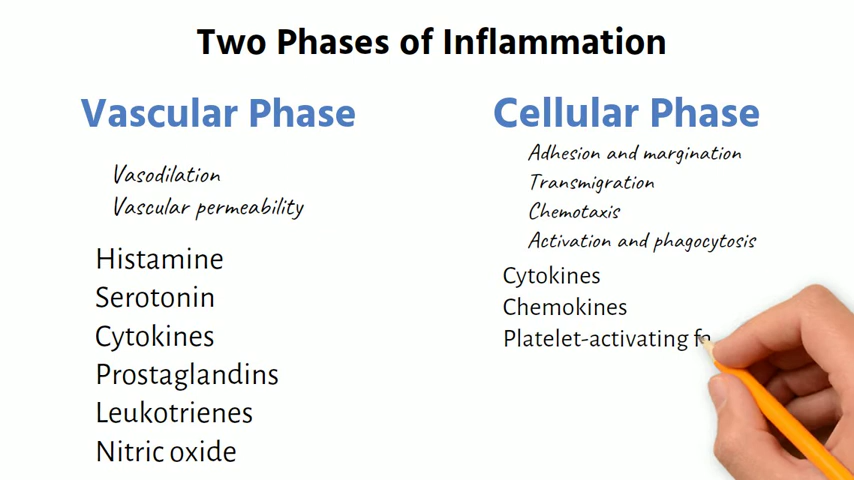 Two Phases of Inflammation
Vascular Phase
Vasodilation
Vascular permeability
Histamine
Serotonin
Cytokines
Prostaglandins
Leukotrienes
Nitric oxide
Cellular Phase
Adhesion and margination
Transmigration
Chemotaxis
Activation and phagocytosis
Cytokines
Chemokines
Platelet-activating fa